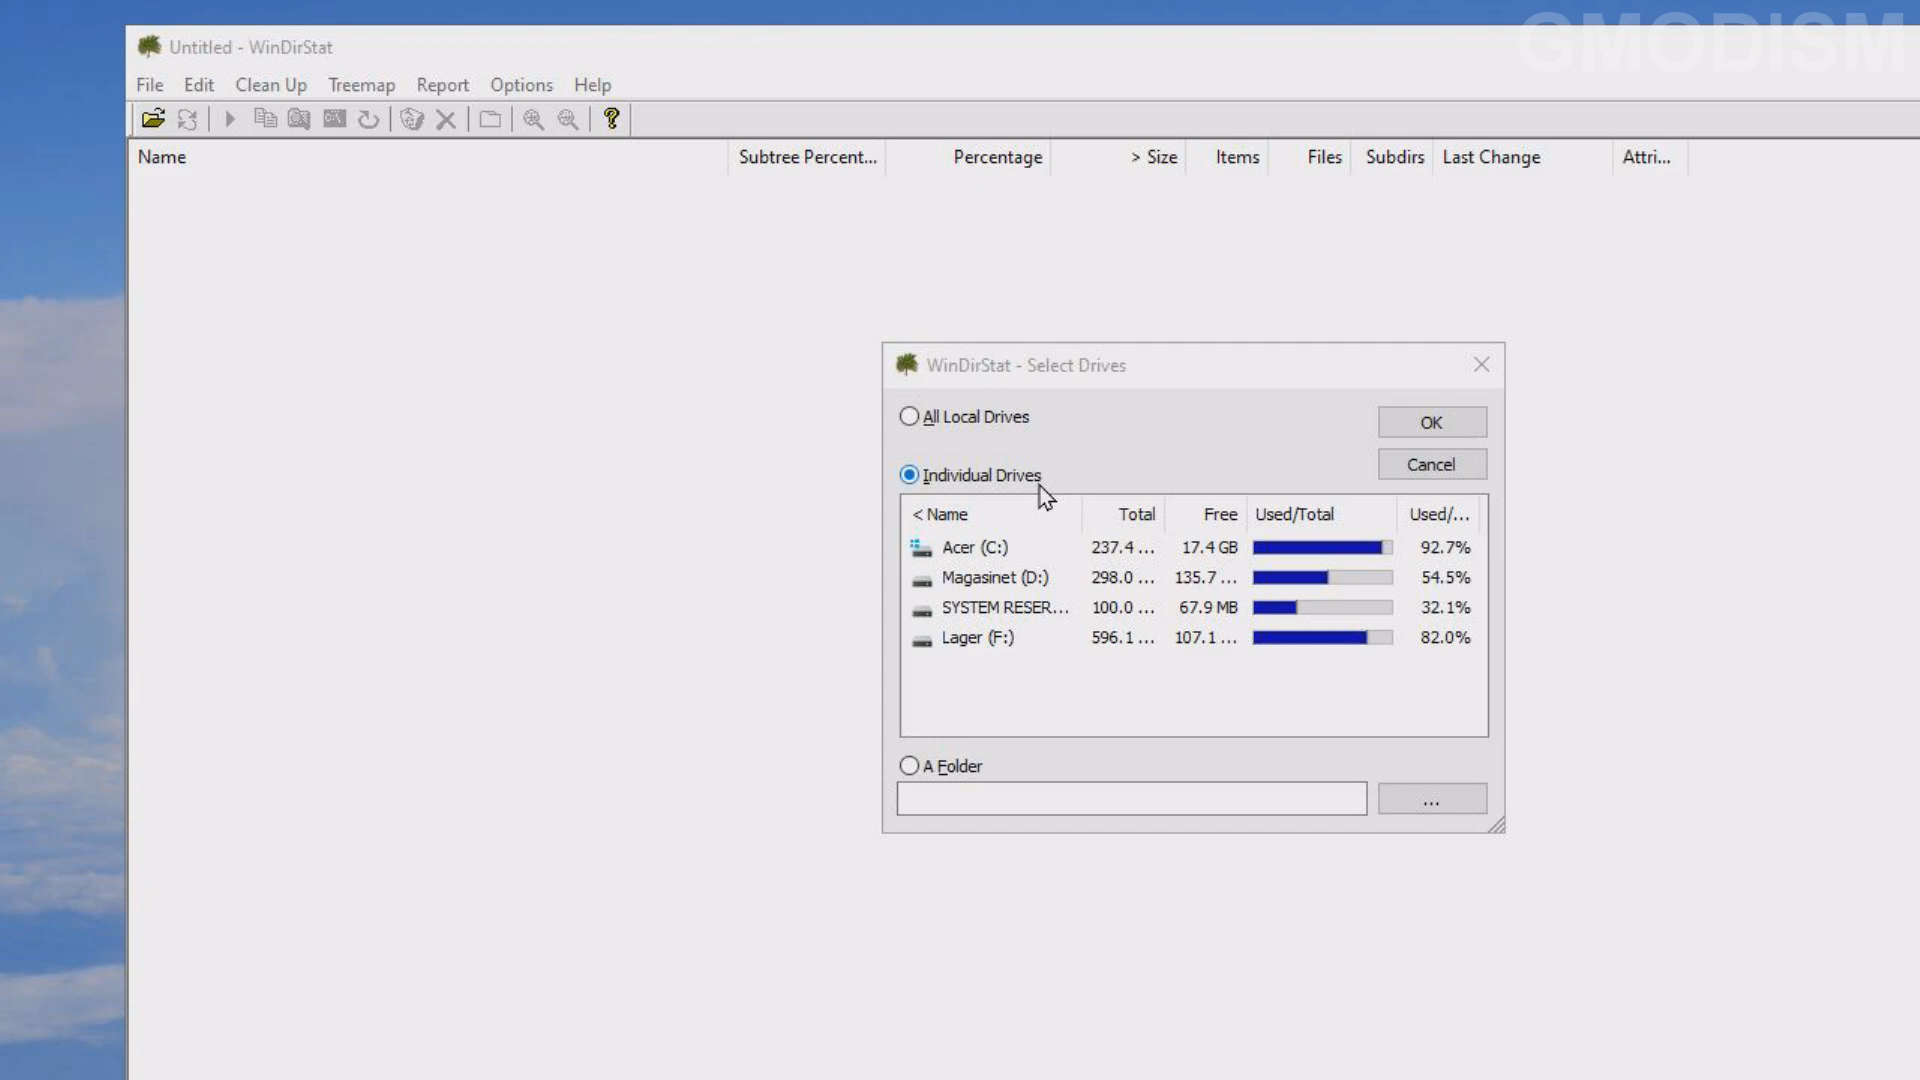 GMODISM
Untitled - WinDirStat
File Edit Clean Up Treemap Report Options Help
Name Subtree Percent... Percentage > Size Items Files Subdirs Last Change Attri...
WinDirStat - Select Drives
All Local Drives
OK
Cancel
Individual Drives
< Name Total Free Used/Total Used/...
Acer (C:) 237.4 ... 17.4 GB 92.7%
Magasinet (D:) 298.0 ... 135.7 ... 54.5%
SYSTEM RESER... 100.0 ... 67.9 MB 32.1%
Lager (F:) 596.1 ... 107.1 ... 82.0%
A Folder
...